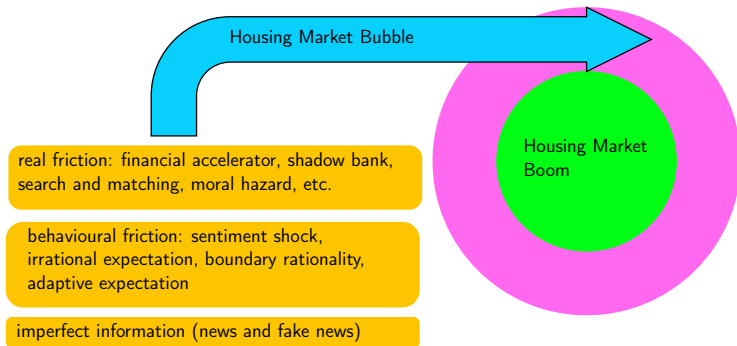 Housing Market Bubble
Housing Market
Boom
real friction: financial accelerator, shadow bank,
search and matching, moral hazard, etc.
behavioural friction: sentiment shock,
irrational expectation, boundary rationality,
adaptive expectation
imperfect information (news and fake news)